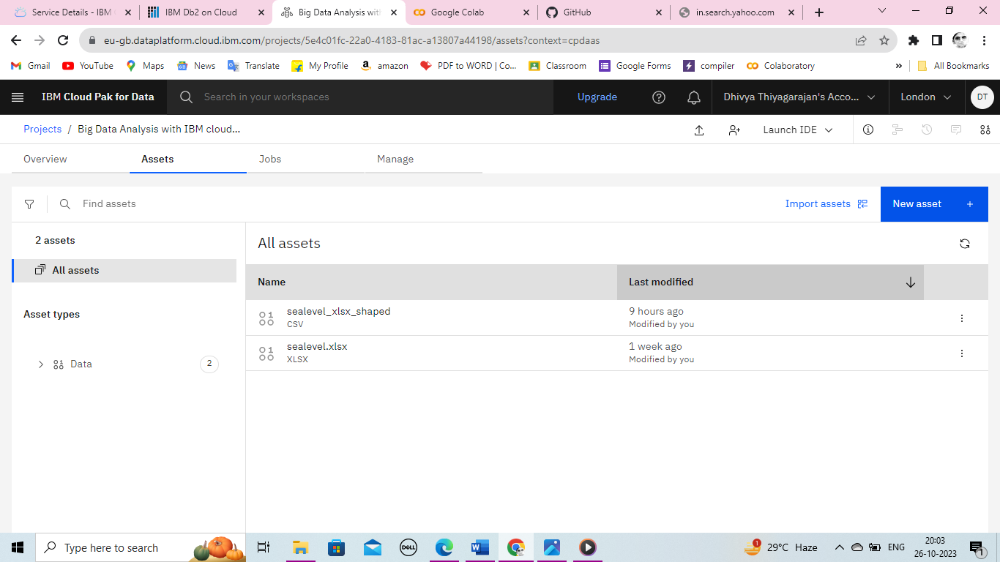 Service Details - IBM
IBM Db2 on Cloud
Big Data Analysis with
Google Colab
GitHub
in.search.yahoo.com
eu-gb.dataplatform.cloud.ibm.com/projects/5e4c01fc-22a0-4183-81ac-a13807a44198/assets?context=cpdaas
Gmail
YouTube
Maps
News
Translate
My Profile
amazon
PDF to WORD | Co...
Classroom
Google Forms
compiler
Colaboratory
»
All Bookmarks
IBM Cloud Pak for Data
Search in your workspaces
Upgrade
Dhivya Thiyagarajan's Acco...
London
DT
Projects / Big Data Analysis with IBM cloud...
Launch IDE
Overview
Assets
Jobs
Manage
Find assets
Import assets
New asset +
2 assets
All assets
Asset types
Data
2
All assets
Name
Last modified
sealevel_xlsx_shaped
CSV
9 hours ago
Modified by you
sealevel.xlsx
XLSX
1 week ago
Modified by you
Type here to search
DELL
1
29°C Haze
ENG
20:03
26-10-2023
1